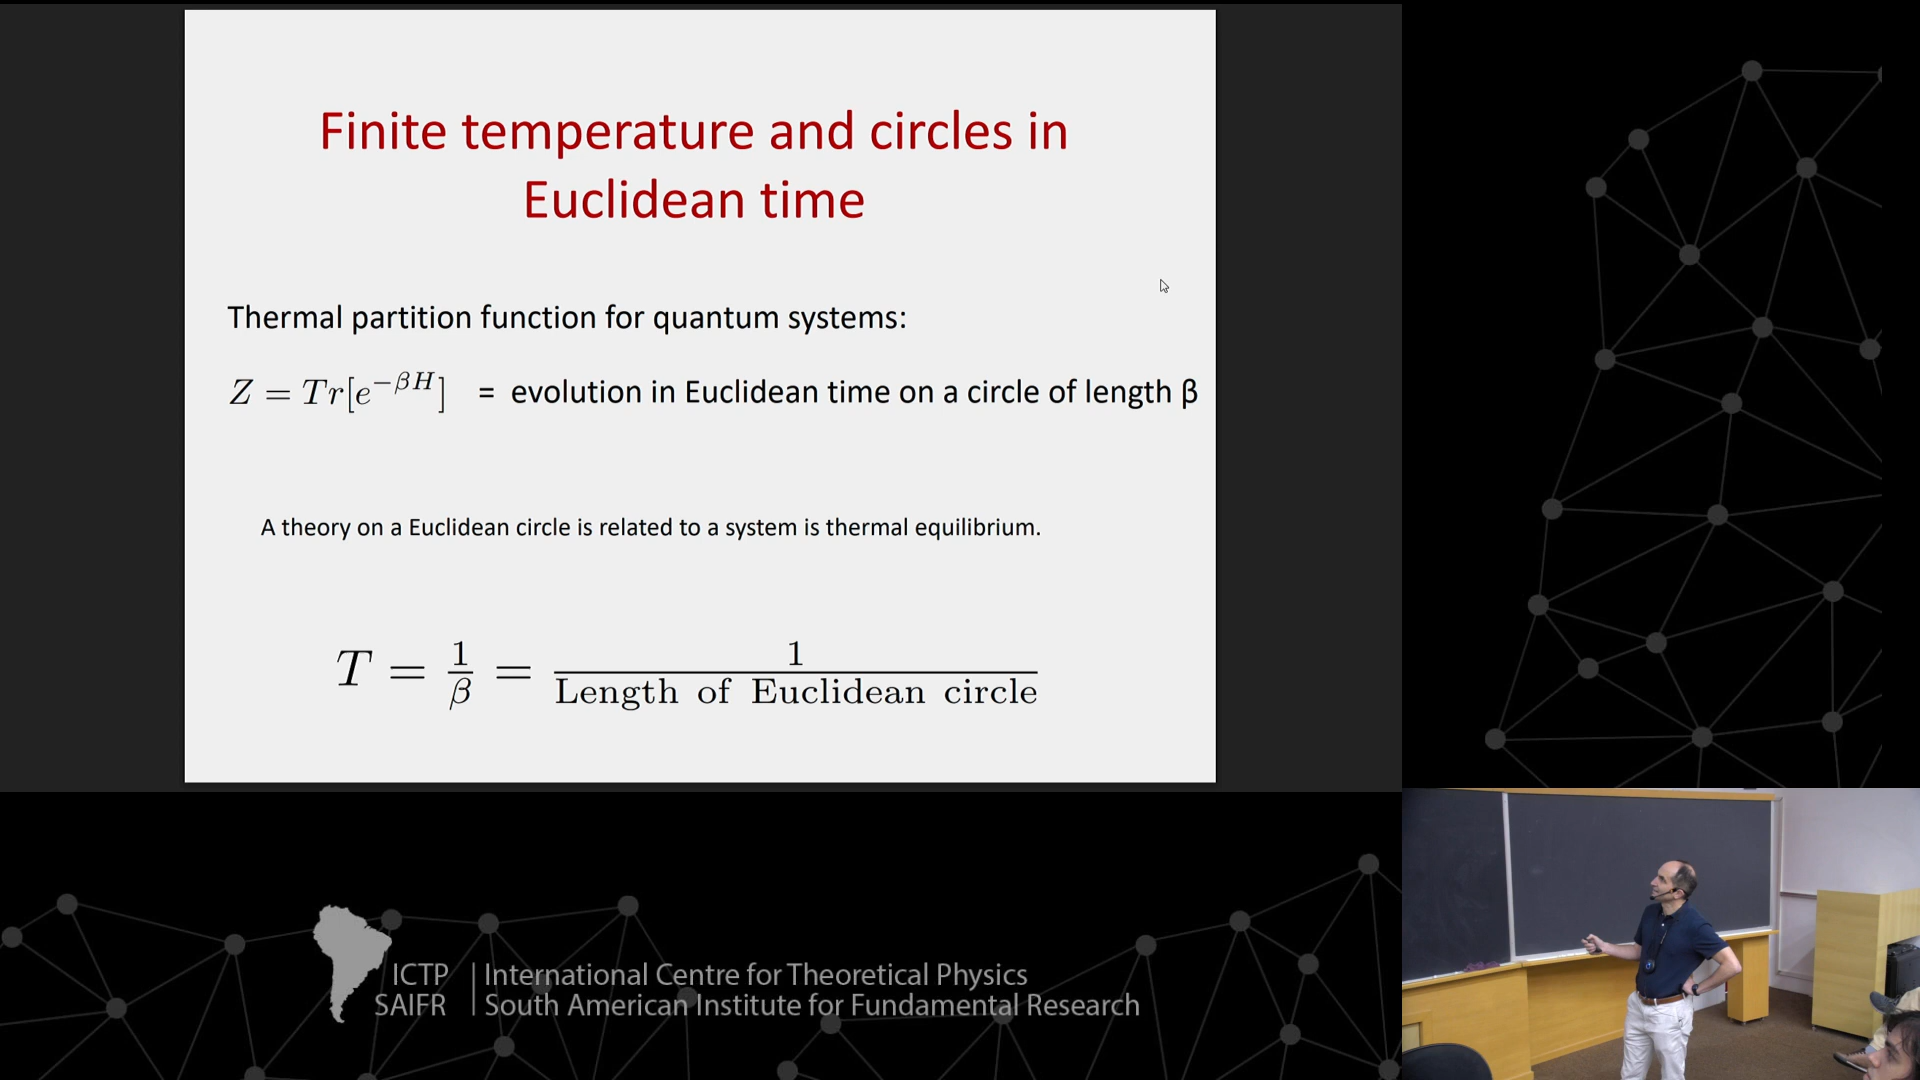 Finite temperature and circles in
Euclidean time
Thermal partition function for quantum systems:
Z = Tr[e^{−βH}] = evolution in Euclidean time on a circle of length β
A theory on a Euclidean circle is related to a system is thermal equilibrium.
T = 1/β = 1/Length of Euclidean circle
ICTP | International Centre for Theoretical Physics
SAIFR | South American Institute for Fundamental Research